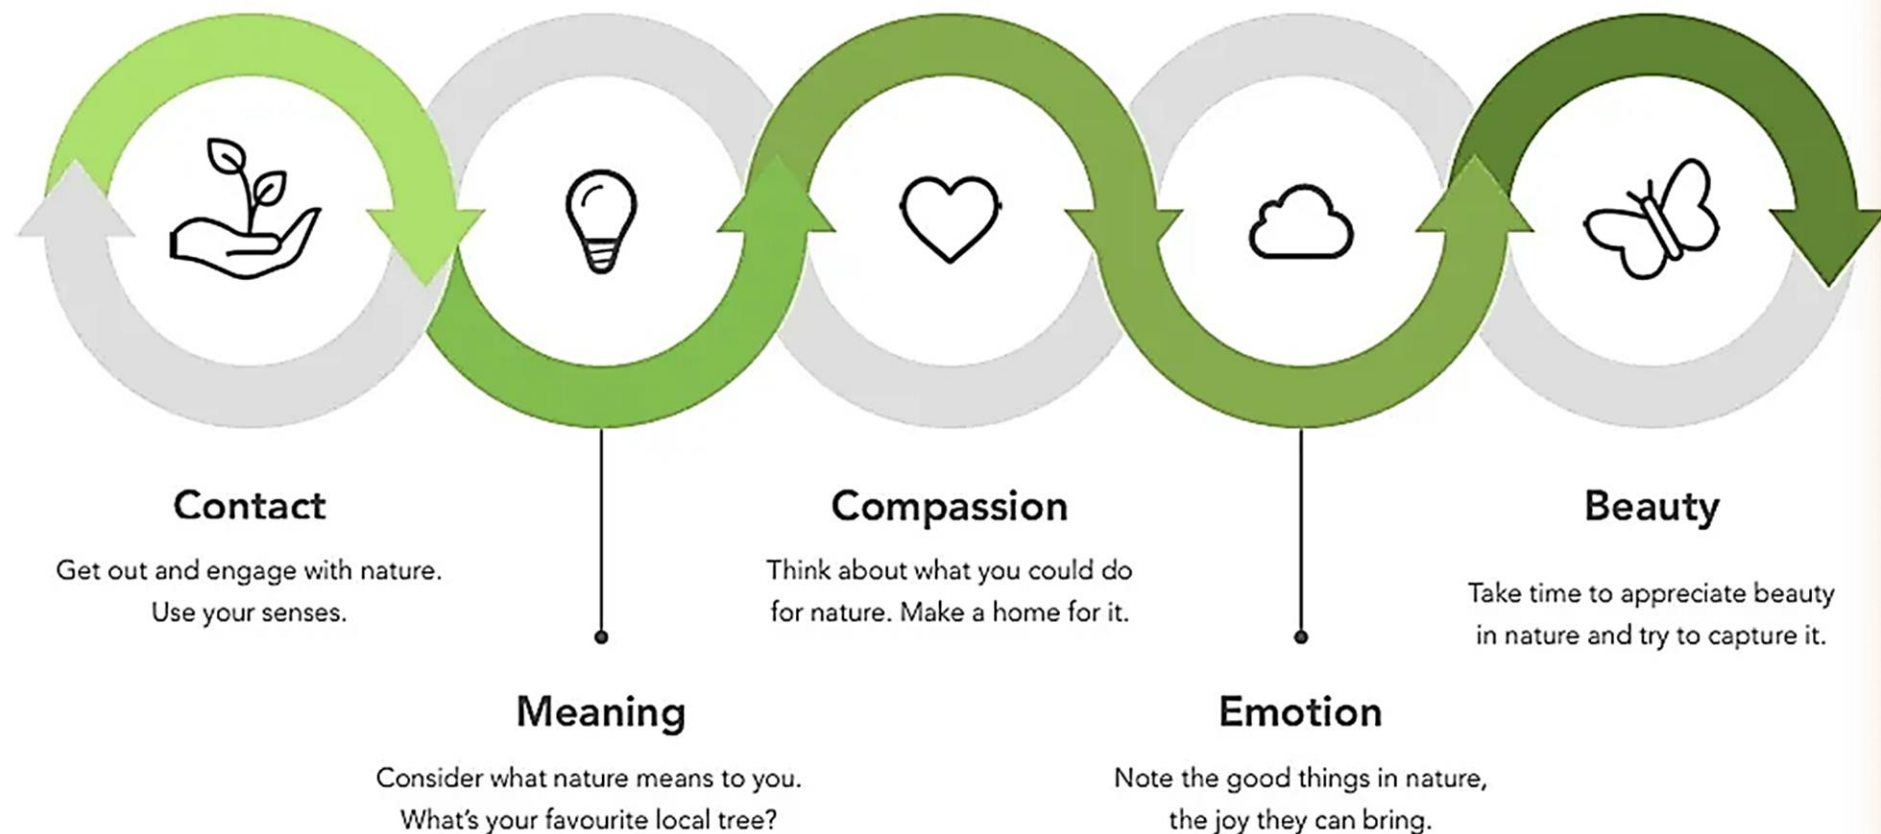 Contact
Get out and engage with nature.
Use your senses.
Meaning
Consider what nature means to you.
What's your favourite local tree?
Compassion
Think about what you could do
for nature. Make a home for it.
Emotion
Note the good things in nature,
the joy they can bring.
Beauty
Take time to appreciate beauty
in nature and try to capture it.